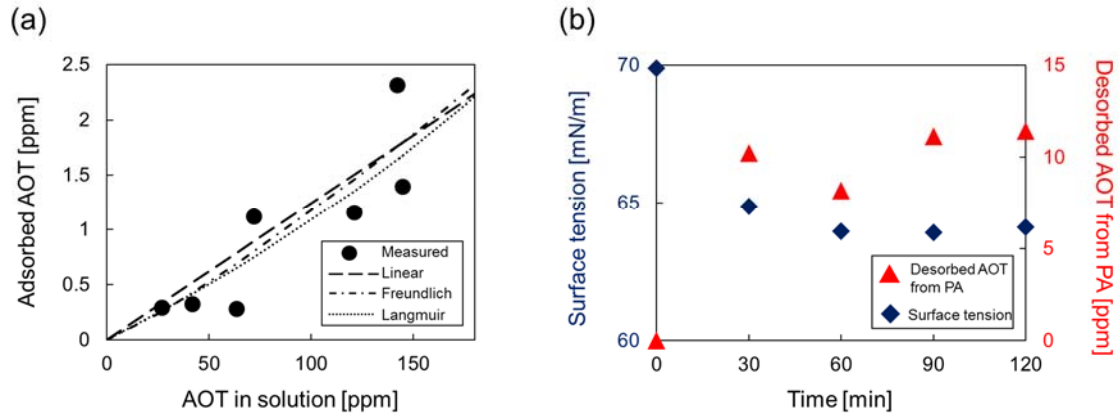 (a)
2.5
2
1.5
1
0.5
0
Adsorbed AOT [ppm]
0
50
100
150
AOT in solution [ppm]
Measured
Linear
Freundlich
Langmuir
(b)
70
65
60
Surface tension [mN/m]
15
10
5
0
Desorbed AOT from PA [ppm]
0
30
60
90
120
Time [min]
Desorbed AOT
from PA
Surface tension